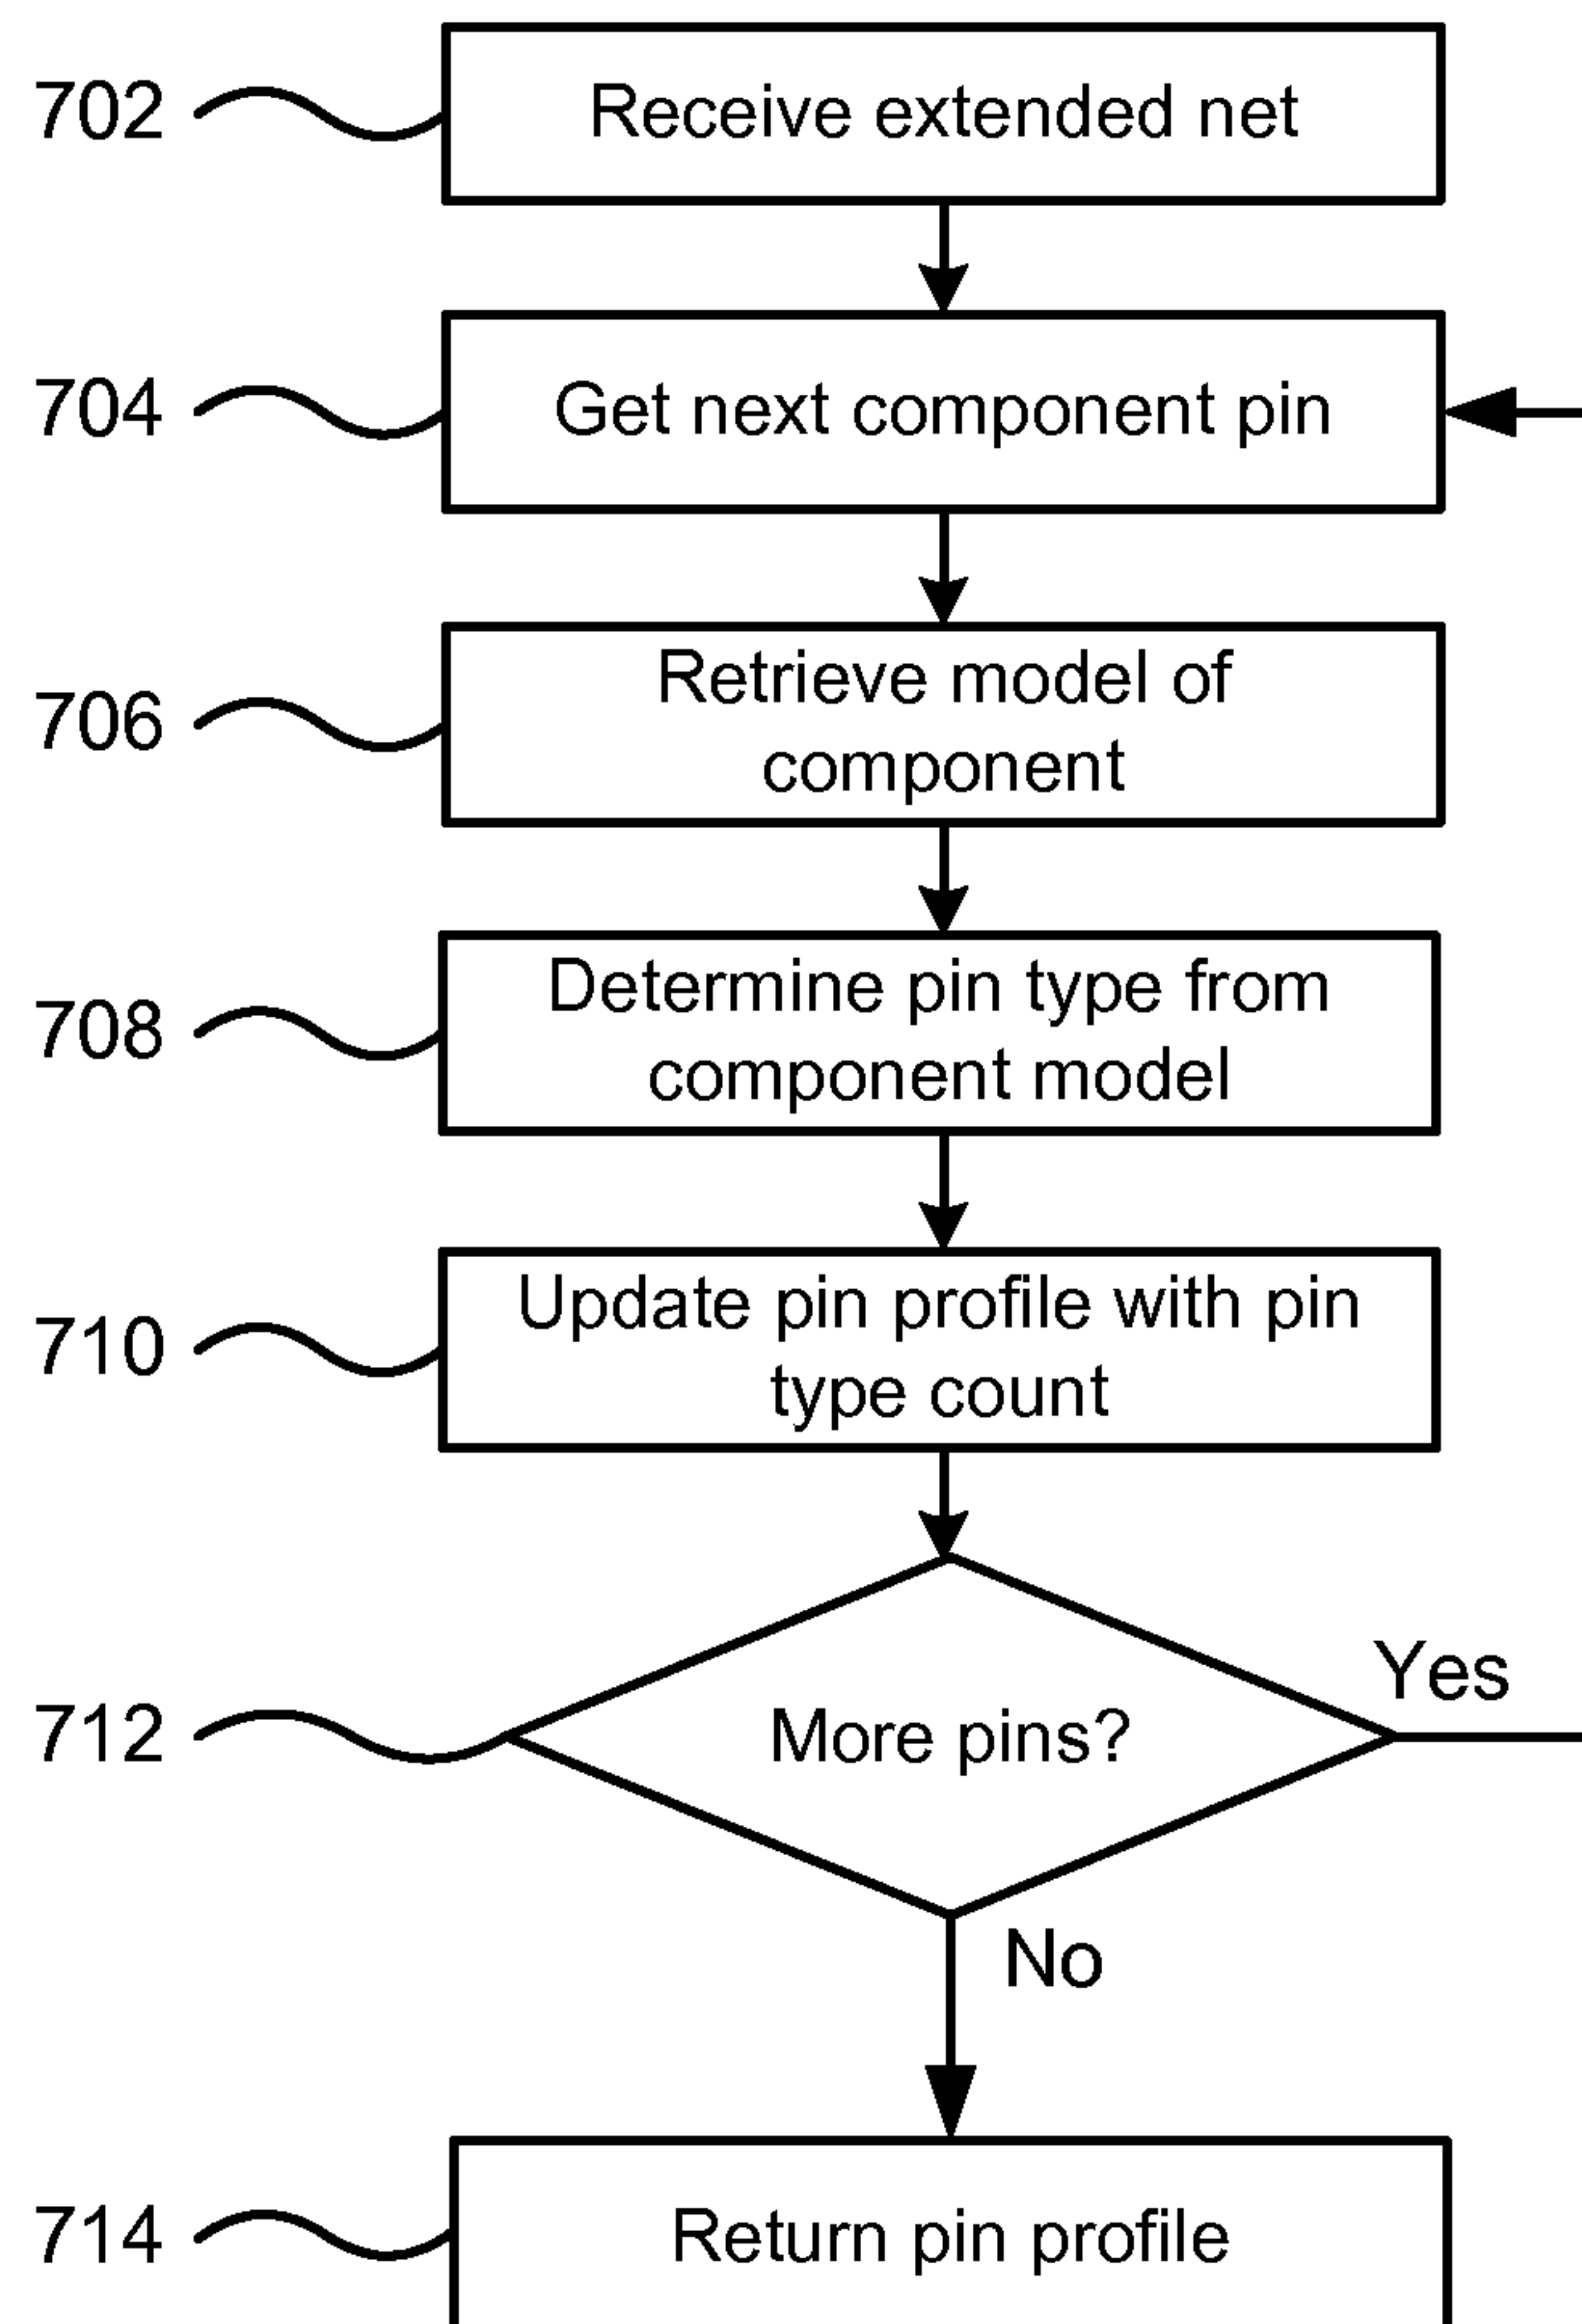 702
Receive extended net
704
Get next component pin
706
Retrieve model of
component
708
Determine pin type from
component model
710
Update pin profile with pin
type count
712
More pins?
Yes
No
714
Return pin profile